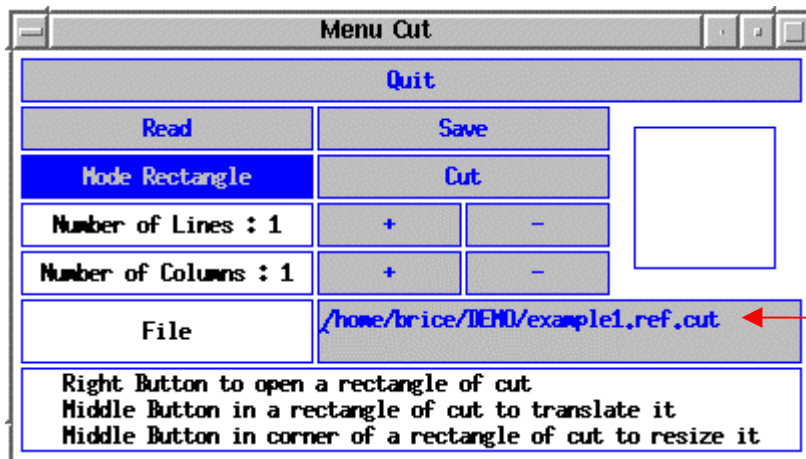 Menu Cut
Quit
Read
Save
Mode Rectangle
Cut
Number of Lines : 1
+
-
Number of Columns : 1
+
-
File
/home/brice/DEMO/example1.ref.cut
Right Button to open a rectangle of cut
Middle Button in a rectangle of cut to translate it
Middle Button in corner of a rectangle of cut to resize it